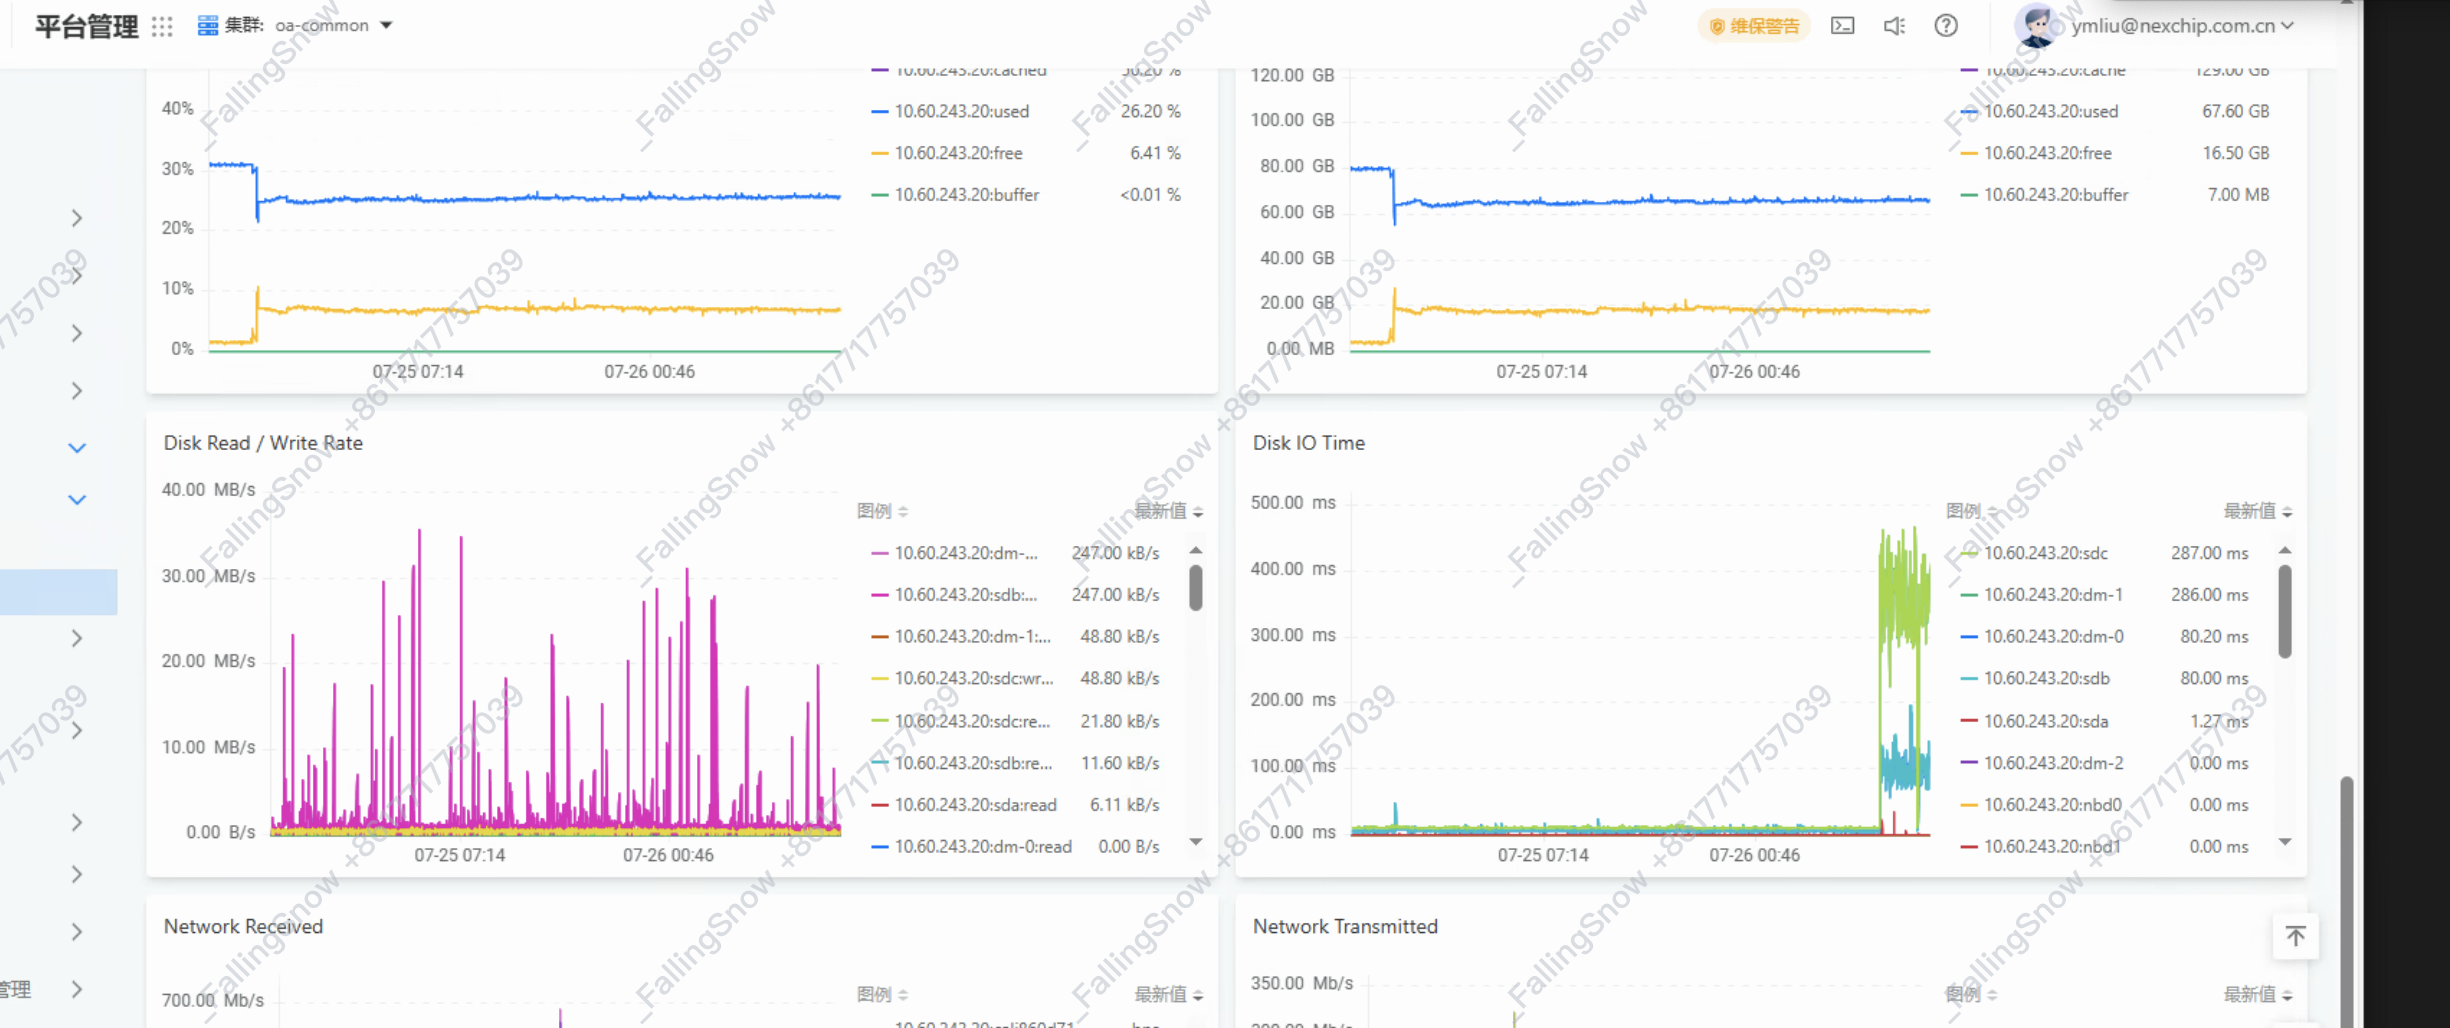 平台管理 集群: oa-common 维保警告 ymliu@nexchip.com.cn
10.60.243.20:cached 50.20 %
40%
10.60.243.20:used 26.20 %
30%
10.60.243.20:free 6.41 %
10.60.243.20:buffer <0.01 %
20%
10%
0%
07-25 07:14 07-26 00:46
120.00 GB
10.60.243.20:cache 129.00 GB
100.00 GB
10.60.243.20:used 67.60 GB
80.00 GB
10.60.243.20:free 16.50 GB
10.60.243.20:buffer 7.00 MB
60.00 GB
40.00 GB
20.00 GB
0.00 MB
07-25 07:14 07-26 00:46
Disk Read / Write Rate
40.00 MB/s
30.00 MB/s
20.00 MB/s
10.00 MB/s
0.00 B/s
07-25 07:14 07-26 00:46
图例 最新值
10.60.243.20:dm-... 247.00 kB/s
10.60.243.20:sdb:... 247.00 kB/s
10.60.243.20:dm-1:... 48.80 kB/s
10.60.243.20:sdc:wr... 48.80 kB/s
10.60.243.20:sdc:re... 21.80 kB/s
10.60.243.20:sdb:re... 11.60 kB/s
10.60.243.20:sda:read 6.11 kB/s
10.60.243.20:dm-0:read 0.00 B/s
Disk IO Time
500.00 ms
400.00 ms
300.00 ms
200.00 ms
100.00 ms
0.00 ms
07-25 07:14 07-26 00:46
图例 最新值
10.60.243.20:sdc 287.00 ms
10.60.243.20:dm-1 286.00 ms
10.60.243.20:dm-0 80.20 ms
10.60.243.20:sdb 80.00 ms
10.60.243.20:sda 1.27 ms
10.60.243.20:dm-2 0.00 ms
10.60.243.20:nbd0 0.00 ms
10.60.243.20:nbd1 0.00 ms
Network Received
700.00 Mb/s
图例 最新值
Network Transmitted
350.00 Mb/s
图例 最新值
管理
_FallingSnow +8617717757039